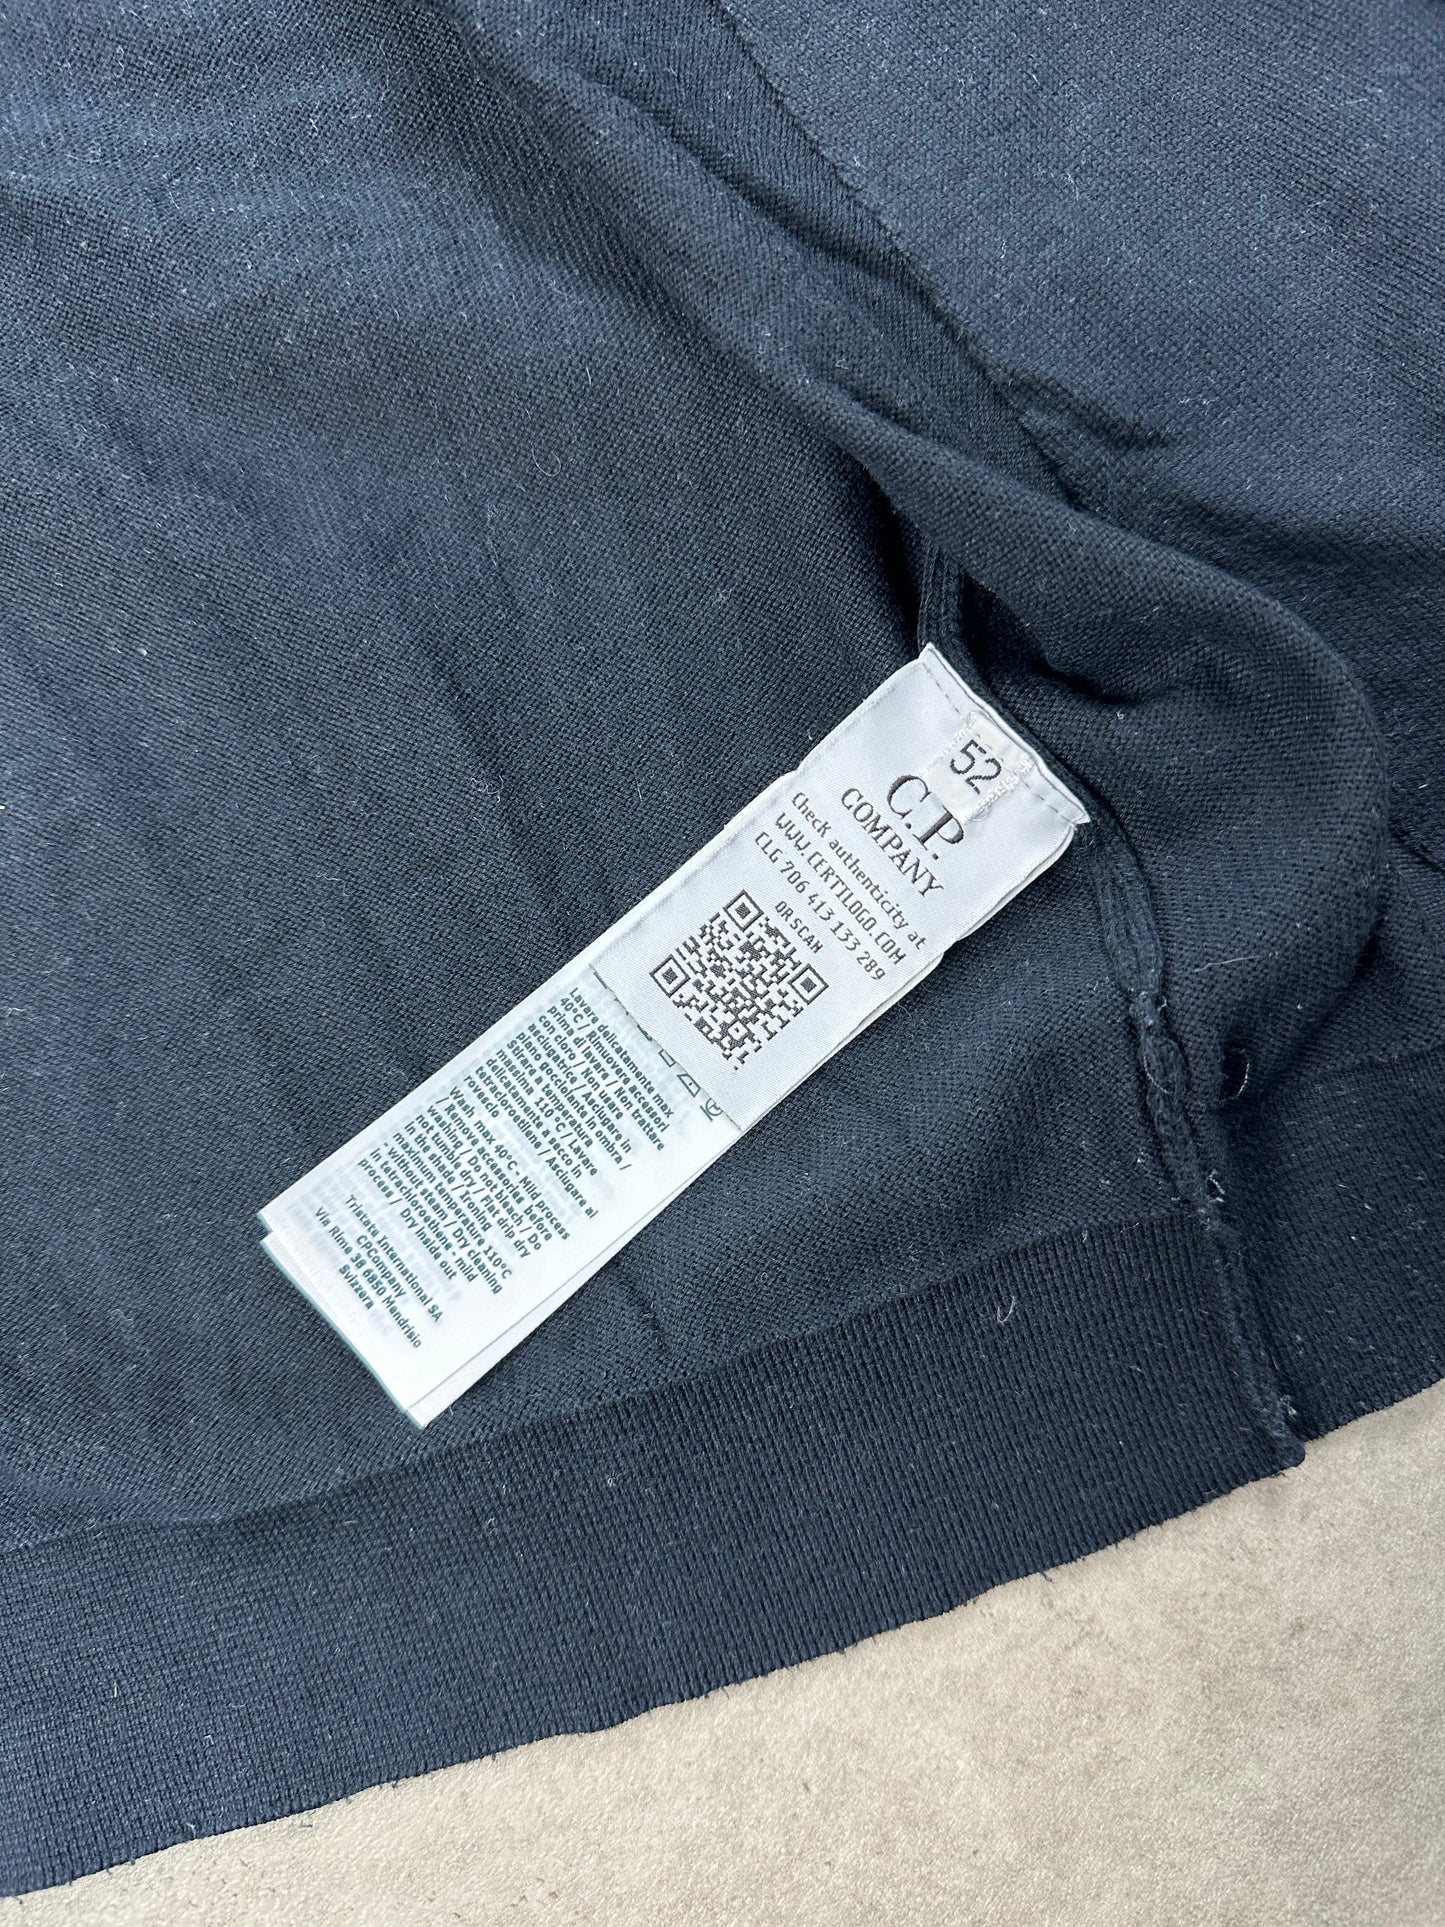 52
C.P.
COMPANY
Check authenticity at
WWW.CERTILOGO.COM
CLG 706 413 133 289
OR SCAN
Lavare delicatamente max
40°C / Rimuovere accessori
prima di lavare / Non trattare
con cloro / Non usare
asciugatrice / Asciugare in
piano gocciolante in ombra /
Stirare a temperatura
massima 110°C / Lavare
delicatamente a secco in
tetracloroetilene / Asciugare al
rovescio
Wash max 40°C - Mild process
/ Remove accessories before
washing / Do not bleach / Do
not tumble dry / Flat drip dry
in the shade / Ironing
maximum temperature 110°C
- without steam / Dry cleaning
in tetrachloroethene - mild
process / Dry inside out
Tristate International SA
CPCompany
Via Rime 38 6850 Mendrisio
Svizzera